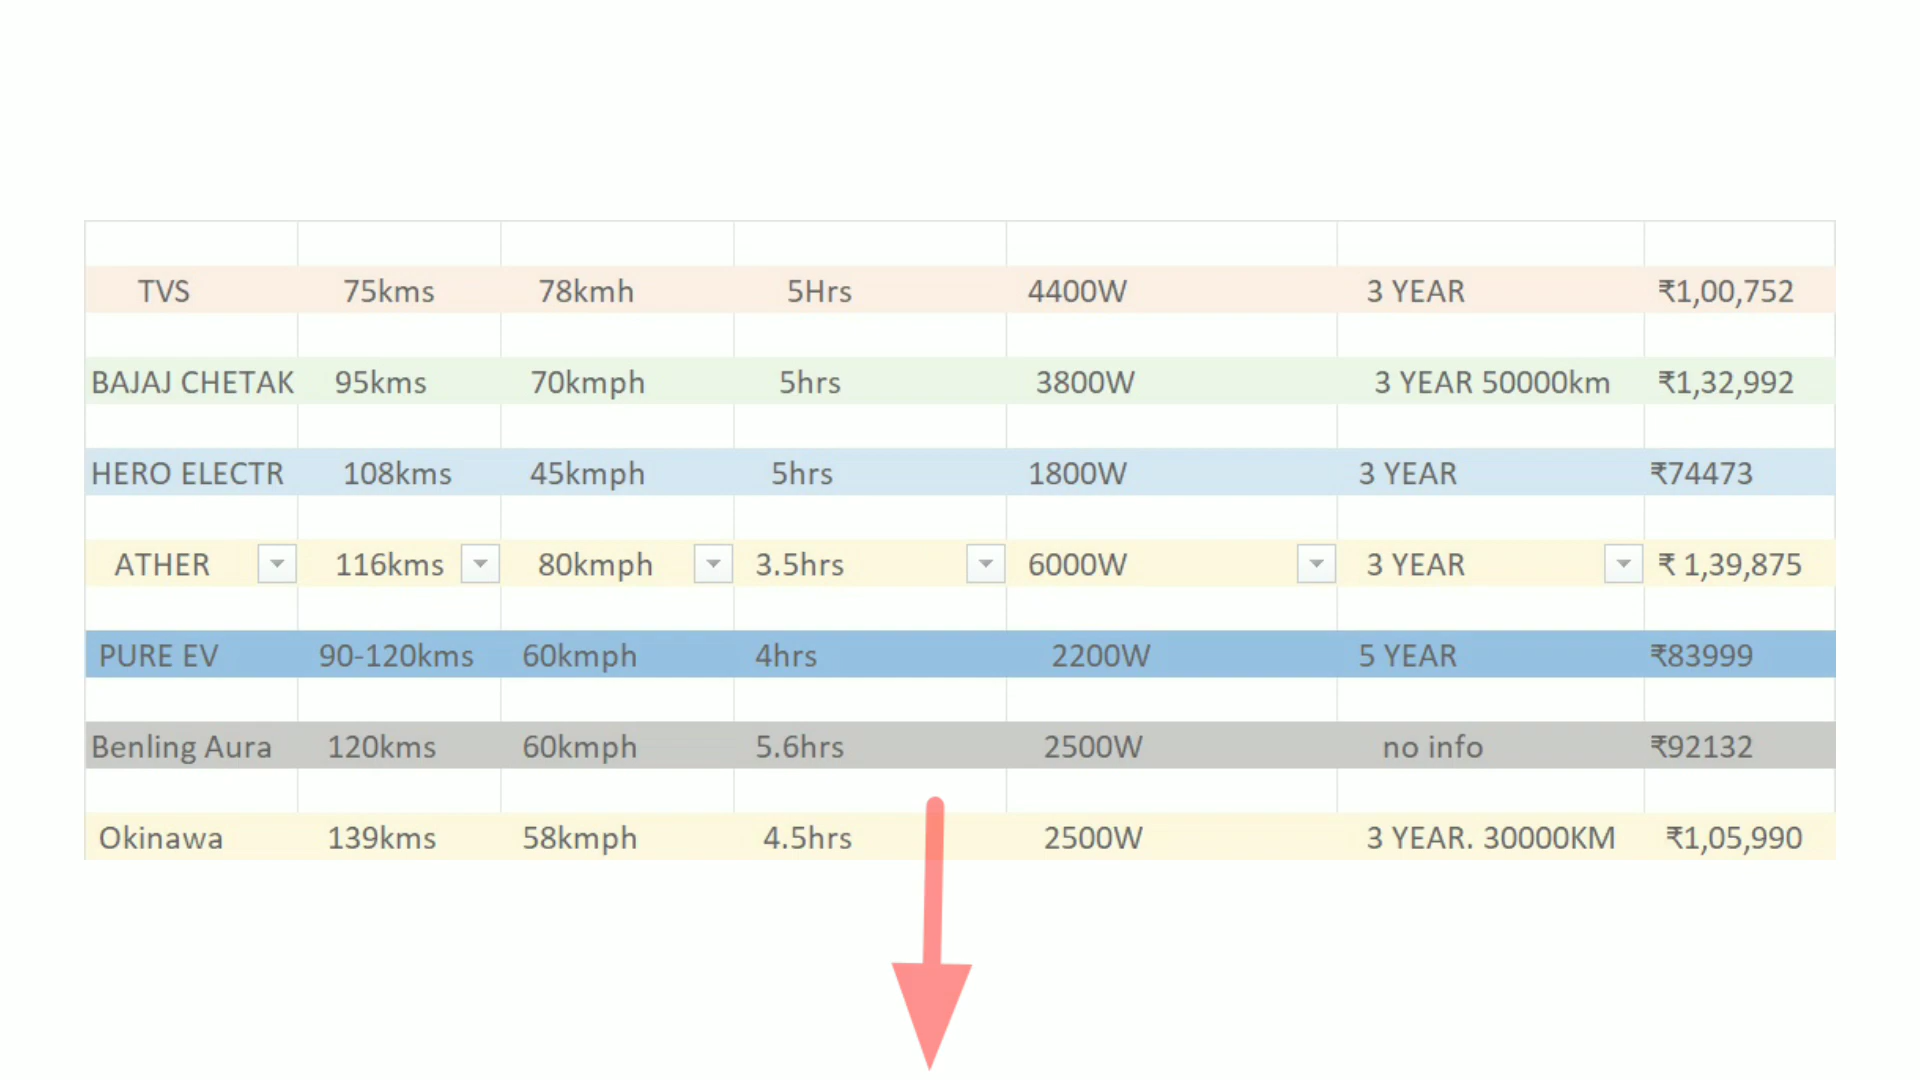 TVS 75kms 78kmh 5Hrs 4400W 3 YEAR ₹1,00,752
BAJAJ CHETAK 95kms 70kmph 5hrs 3800W 3 YEAR 50000km ₹1,32,992
HERO ELECTR 108kms 45kmph 5hrs 1800W 3 YEAR ₹74473
ATHER 116kms 80kmph 3.5hrs 6000W 3 YEAR ₹ 1,39,875
PURE EV 90-120kms 60kmph 4hrs 2200W 5 YEAR ₹83999
Benling Aura 120kms 60kmph 5.6hrs 2500W no info ₹92132
Okinawa 139kms 58kmph 4.5hrs 2500W 3 YEAR. 30000KM ₹1,05,990